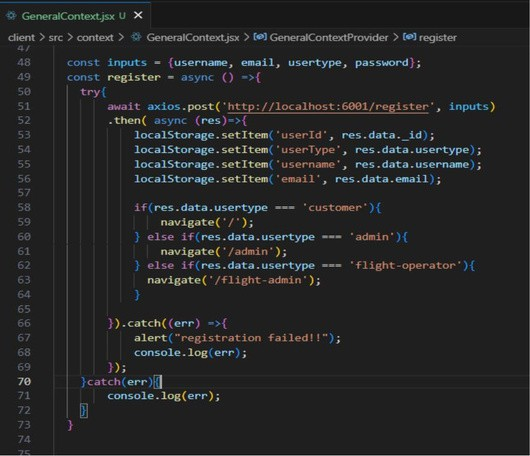 GeneralContext.jsx U ×
client > src > context > GeneralContext.jsx > GeneralContextProvider > register
47
48 const inputs = {username, email, usertype, password};
49 const register = async () =>{
50 try{
51 await axios.post('http://localhost:6001/register', inputs)
52 .then( async (res)=>{
53 localStorage.setItem('userId', res.data._id);
54 localStorage.setItem('userType', res.data.usertype);
55 localStorage.setItem('username', res.data.username);
56 localStorage.setItem('email', res.data.email);
57
58 if(res.data.usertype === 'customer'){
59 navigate('/');
60 } else if(res.data.usertype === 'admin'){
61 navigate('/admin');
62 } else if(res.data.usertype === 'flight-operator'){
63 navigate('/flight-admin');
64 }
65
66 }).catch((err) =>{
67 alert("registration failed!!");
68 console.log(err);
69 });
70 }catch(err){
71 console.log(err);
72 }
73 }
74
75